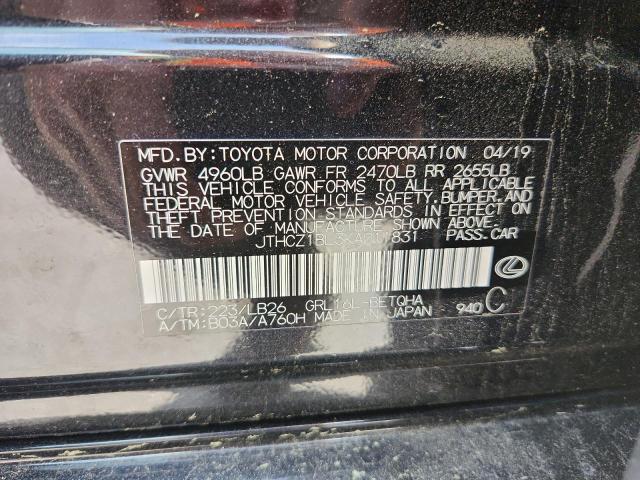 MFD.BY:TOYOTA MOTOR CORPORATION 04/19
GVWR 4960LB GAWR FR 2470LB RR 2655LB
THIS VEHICLE CONFORMS TO ALL APPLICABLE
FEDERAL MOTOR VEHICLE SAFETY,BUMPER,AND
THEFT PREVENTION STANDARDS IN EFFECT ON
THE DATE OF MANUFACTURE SHOWN ABOVE.
PASS.CAR
C/TR:223/LB26 GRL16L-BETQHA
A/TM:B03A/A760H MADE IN JAPAN 940 C